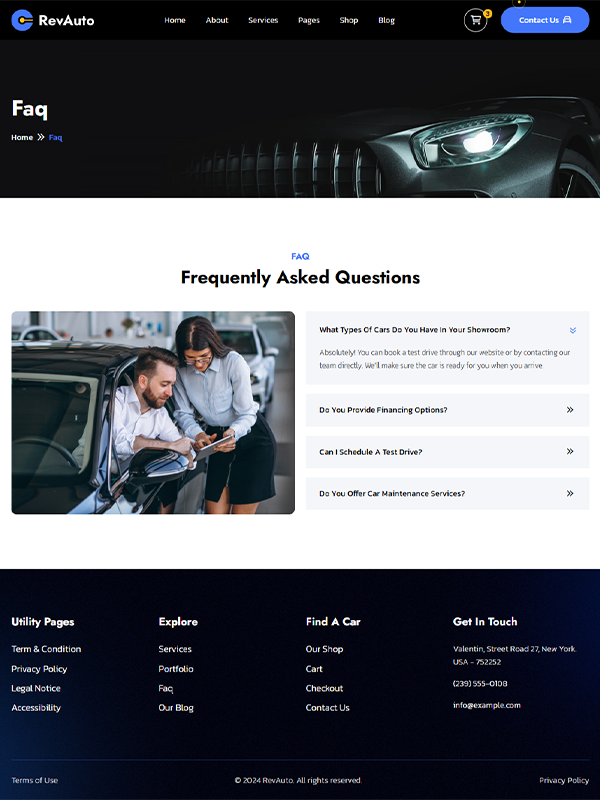 RevAuto
Home
About
Services
Pages
Shop
Blog
3
Contact Us
Faq
Home
Faq
FAQ
Frequently Asked Questions
What Types Of Cars Do You Have In Your Showroom?
Absolutely! You can book a test drive through our website or by contacting our
team directly. We'll make sure the car is ready for you when you arrive.
Do You Provide Financing Options?
Can I Schedule A Test Drive?
Do You Offer Car Maintenance Services?
Utility Pages
Term & Condition
Privacy Policy
Legal Notice
Accessibility
Explore
Services
Portfolio
Faq
Our Blog
Find A Car
Our Shop
Cart
Checkout
Contact Us
Get In Touch
Valentin, Street Road 27, New York.
USA - 752252
(239) 555-0108
info@example.com
Terms of Use
© 2024 RevAuto. All rights reserved.
Privacy Policy